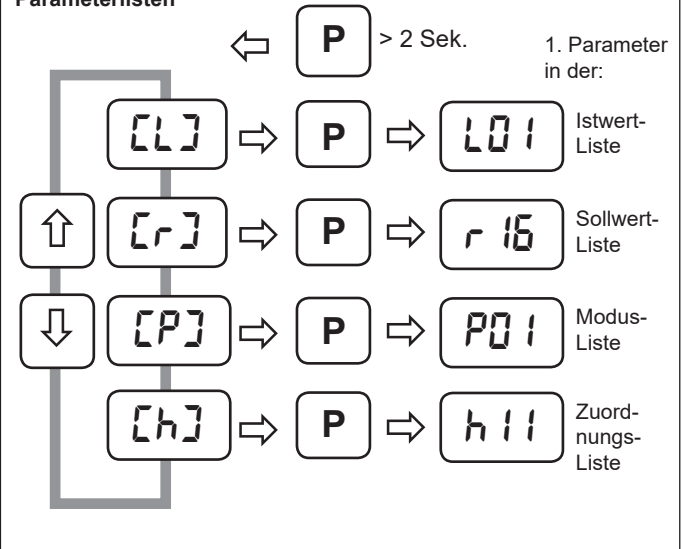 Parameterlisten
P > 2 Sek.
1. Parameter
in der:
[L] P L01 Istwert-
Liste
[r] P r 16 Sollwert-
Liste
[P] P P01 Modus-
Liste
[h] P h11 Zuord-
nungs-
Liste